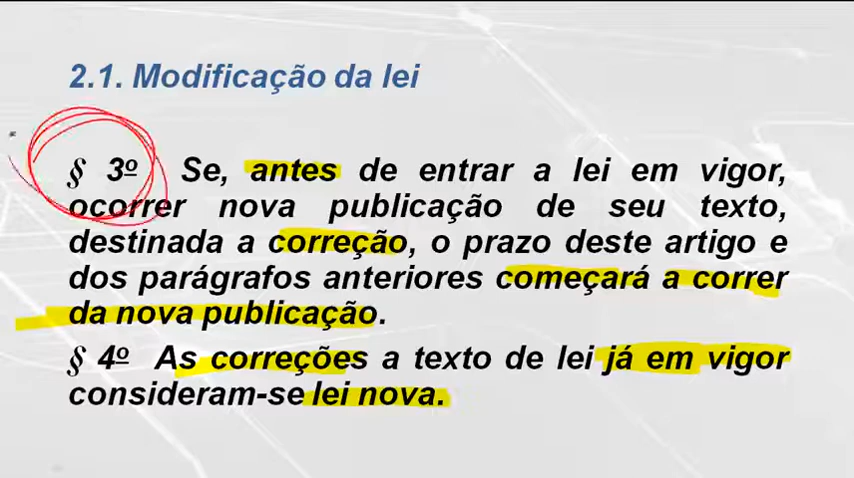 2.1. Modificação da lei
§ 3º Se, antes de entrar a lei em vigor,
ocorrer nova publicação de seu texto,
destinada a correção, o prazo deste artigo e
dos parágrafos anteriores começará a correr
da nova publicação.
§ 4º As correções a texto de lei já em vigor
consideram-se lei nova.